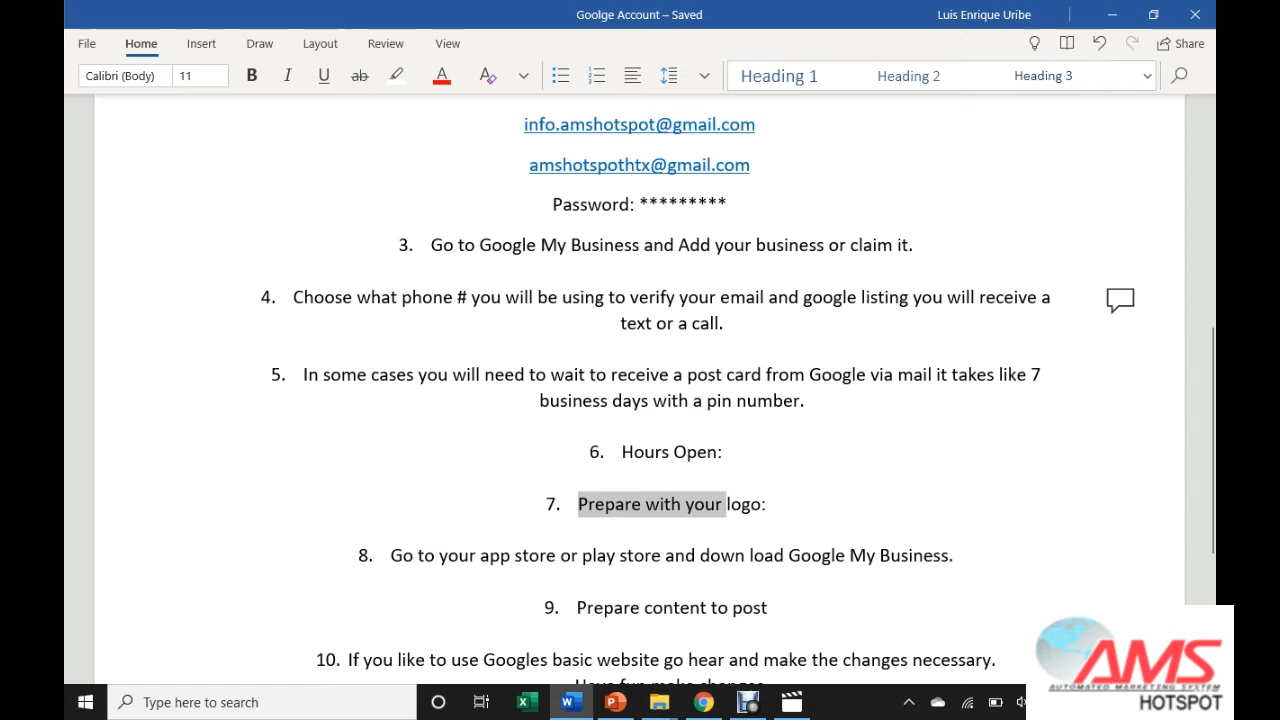 Goolge Account – Saved
Luis Enrique Uribe
File
Home
Insert
Draw
Layout
Review
View
Share
Calibri (Body)
11
B
I
U
ab
A
A
Heading 1
Heading 2
Heading 3
info.amshotspot@gmail.com
amshotspothtx@gmail.com
Password: *********
3. Go to Google My Business and Add your business or claim it.
4. Choose what phone # you will be using to verify your email and google listing you will receive a
text or a call.
5. In some cases you will need to wait to receive a post card from Google via mail it takes like 7
business days with a pin number.
6. Hours Open:
7. Prepare with your logo:
8. Go to your app store or play store and down load Google My Business.
9. Prepare content to post
10. If you like to use Googles basic website go hear and make the changes necessary.
Have fun make changes
AMS
AUTOMATED MARKETING SYSTEM
HOTSPOT
Type here to search